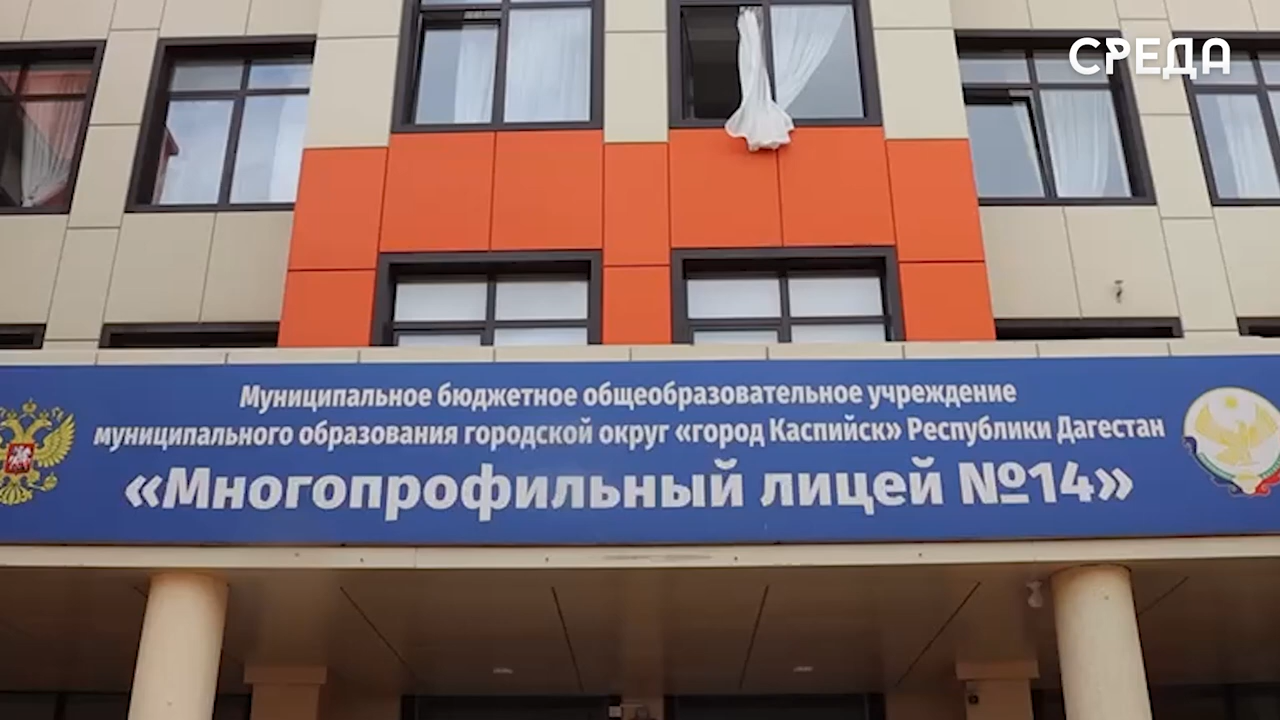 СРЕДА
Муниципальное бюджетное общеобразовательное учреждение
муниципального образования городской округ «город Каспийск» Республики Дагестан
«Многопрофильный лицей №14»